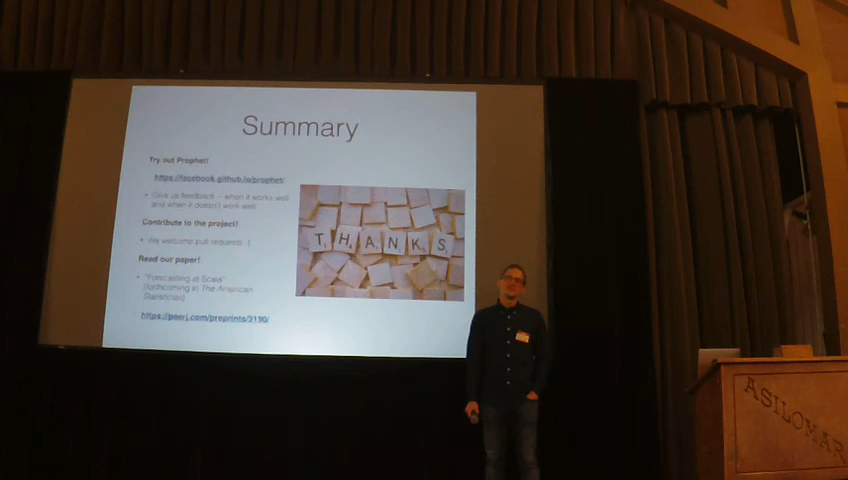 Summary
Try out Prophet!
https://facebook.github.io/prophet/
• Give us feedback – when it works well
and when it doesn't work well.
Contribute to the project!
• We welcome pull requests :)
Read our paper!
• "Forecasting at Scale"
(forthcoming in The American
Statistician)
https://peerj.com/preprints/3190/
THANKS
ASILOMAR